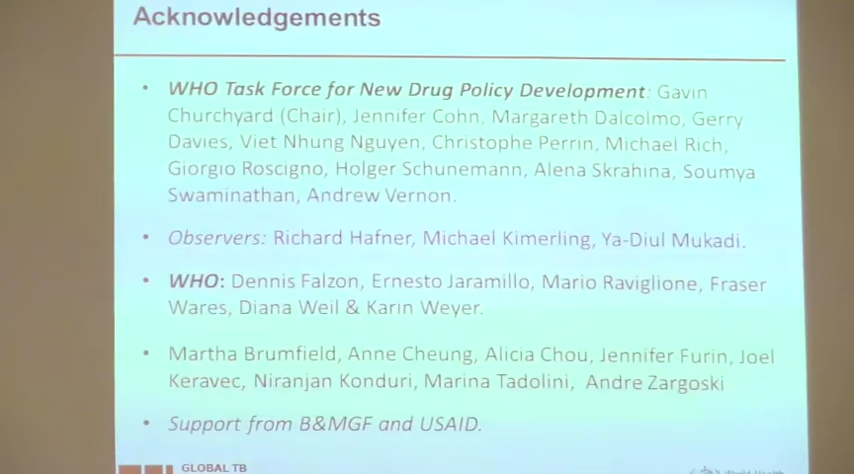 Acknowledgements
• WHO Task Force for New Drug Policy Development: Gavin
Churchyard (Chair), Jennifer Cohn, Margareth Dalcolmo, Gerry
Davies, Viet Nhung Nguyen, Christophe Perrin, Michael Rich,
Giorgio Roscigno, Holger Schunemann, Alena Skrahina, Soumya
Swaminathan, Andrew Vernon.
• Observers: Richard Hafner, Michael Kimerling, Ya-Diul Mukadi.
• WHO: Dennis Falzon, Ernesto Jaramillo, Mario Raviglione, Fraser
Wares, Diana Weil & Karin Weyer.
• Martha Brumfield, Anne Cheung, Alicia Chou, Jennifer Furin, Joel
Keravec, Niranjan Konduri, Marina Tadolini, Andre Zargoski
• Support from B&MGF and USAID.
GLOBAL TB